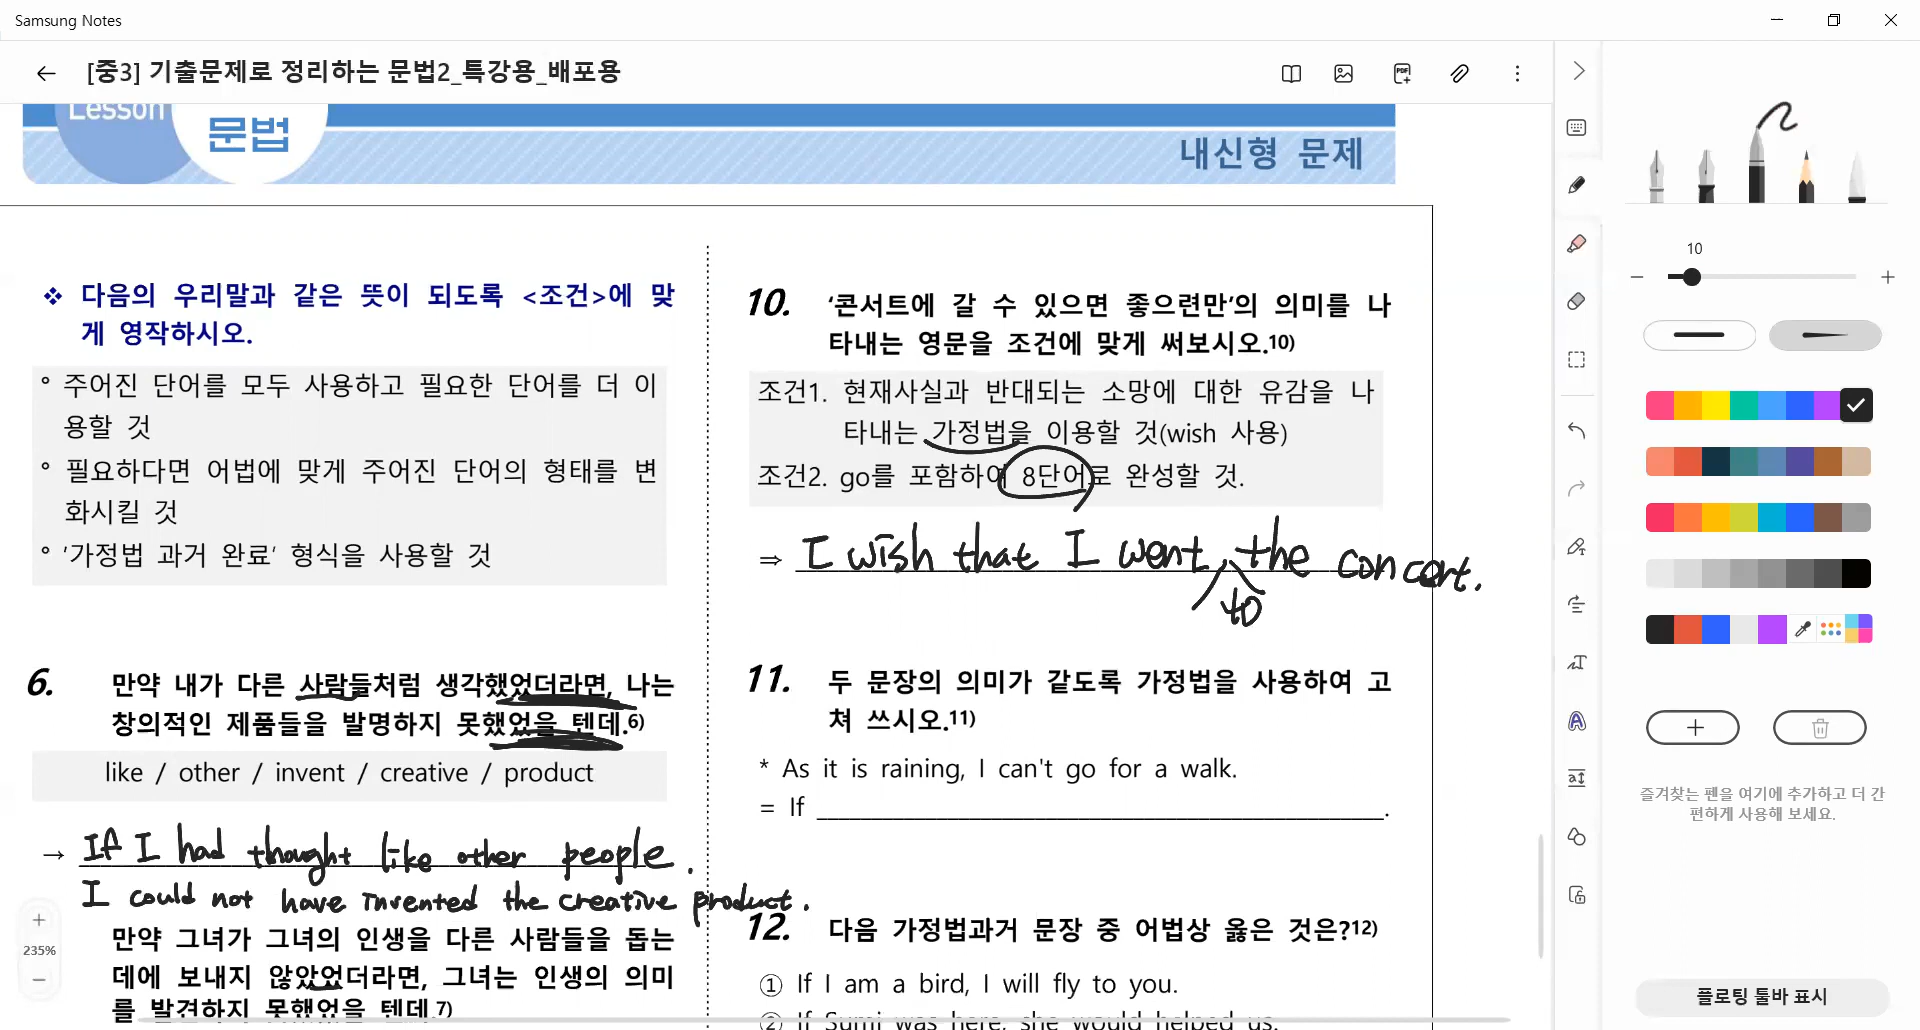 Samsung Notes
[중3] 기출문제로 정리하는 문법2_특강용_배포용
Lesson
문법
내신형 문제
❖ 다음의 우리말과 같은 뜻이 되도록 <조건>에 맞
게 영작하시오.
° 주어진 단어를 모두 사용하고 필요한 단어를 더 이
용할 것
° 필요하다면 어법에 맞게 주어진 단어의 형태를 변
화시킬 것
° '가정법 과거 완료' 형식을 사용할 것
6. 만약 내가 다른 사람들처럼 생각했었더라면, 나는
창의적인 제품들을 발명하지 못했었을 텐데.6)
like / other / invent / creative / product
→ If I had thought like other people.
I could not have invented the creative product.
만약 그녀가 그녀의 인생을 다른 사람들을 돕는
데에 보내지 않았었더라면, 그녀는 인생의 의미
를 발견하지 못했었을 텐데.7)
10. ‘콘서트에 갈 수 있으면 좋으련만’의 의미를 나
타내는 영문을 조건에 맞게 써보시오.10)
조건1. 현재사실과 반대되는 소망에 대한 유감을 나
타내는 가정법을 이용할 것(wish 사용)
조건2. go를 포함하여 8단어로 완성할 것.
⇒ I wish that I went the concert.
to
11. 두 문장의 의미가 같도록 가정법을 사용하여 고
쳐 쓰시오.11)
* As it is raining, I can't go for a walk.
= If ____________________.
12. 다음 가정법과거 문장 중 어법상 옳은 것은?12)
① If I am a bird, I will fly to you.
② If Sumi was here, she would helped us.
10
즐겨찾는 펜을 여기에 추가하고 더 간
편하게 사용해 보세요.
플로팅 툴바 표시
235%